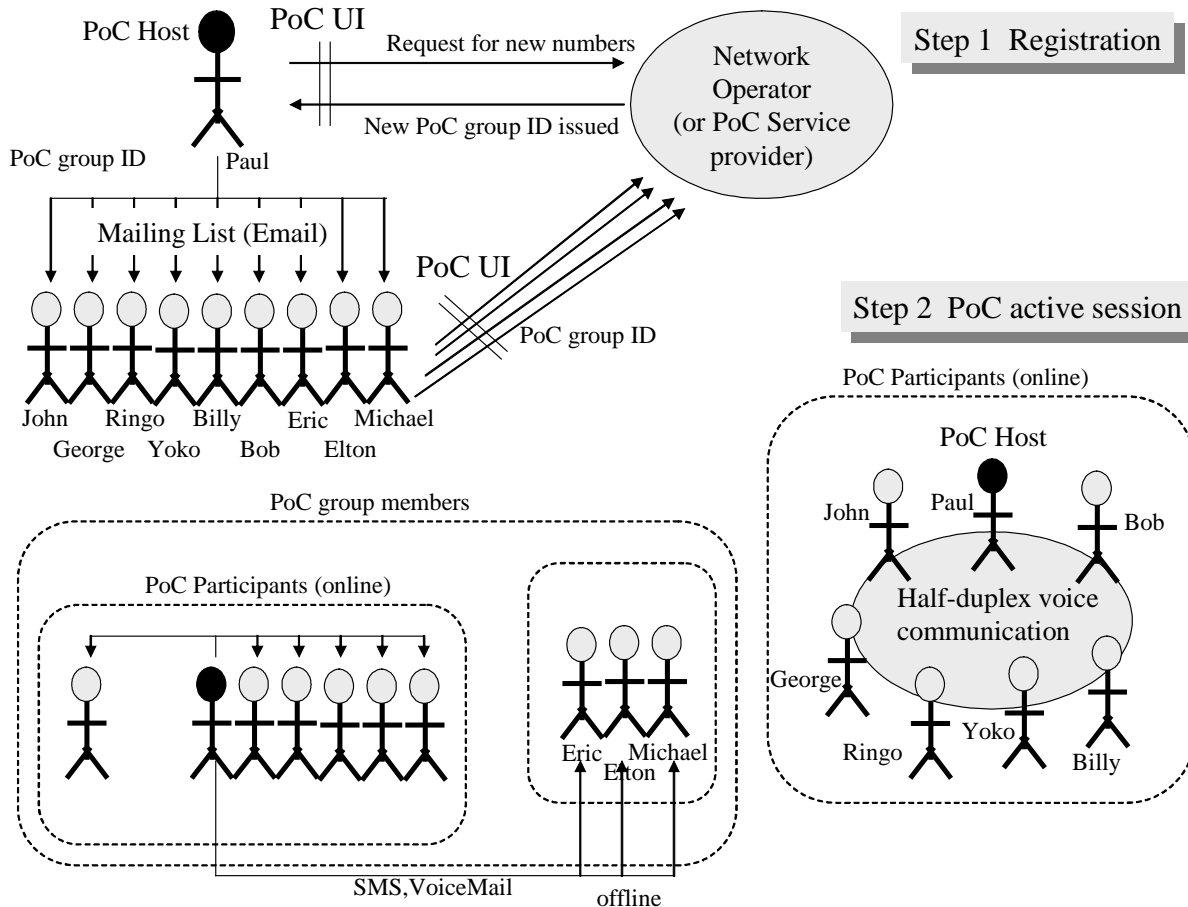 PoC Host
PoC UI
Request for new numbers
New PoC group ID issued
Network
Operator
(or PoC Service
provider)
Step 1  Registration
PoC group ID
Paul
Mailing List (Email)
PoC UI
PoC group ID
John
Ringo
Billy
Eric
Michael
George
Yoko
Bob
Elton
Step 2  PoC active session
PoC Participants (online)
PoC Host
John
Paul
Bob
Half-duplex voice
communication
George
Ringo
Yoko
Billy
PoC group members
PoC Participants (online)
Eric
Michael
Elton
SMS,VoiceMail
offline